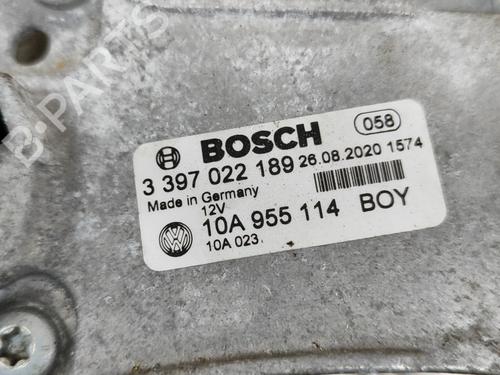 B-PARTS
BOSCH 058
3 397 022 189 26.08.2020 1574
Made in Germany
12V
10A 955 114 BOY
10A 023.